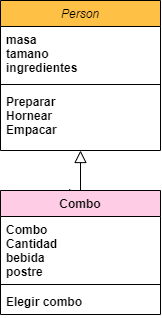 Person
masa
tamano
ingredientes
Preparar
Hornear
Empacar
Combo
Combo
Cantidad
bebida
postre
Elegir combo